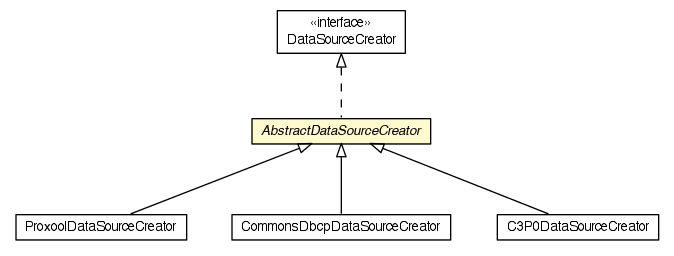 «interface»
DataSourceCreator
AbstractDataSourceCreator
ProxoolDataSourceCreator
CommonsDbcpDataSourceCreator
C3P0DataSourceCreator